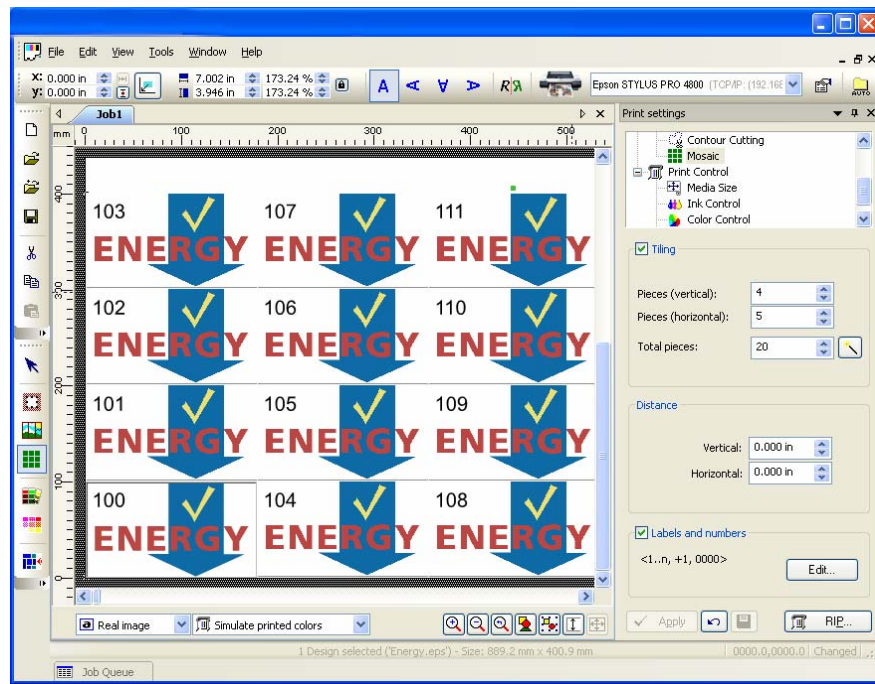 File Edit View Tools Window Help
x: 0.000 in 7.002 in 173.24 %
y: 0.000 in 3.946 in 173.24 %
A A A A R|R Epson STYLUS PRO 4800 (TCP/IP: (192.168 AUTO
Job1
Print settings
mm 0 100 200 300 400 500
400
300
200
100
0
103 107 111
ENERGY ENERGY ENERGY
102 106 110
ENERGY ENERGY ENERGY
101 105 109
ENERGY ENERGY ENERGY
100 104 108
ENERGY ENERGY ENERGY
Contour Cutting
Mosaic
Print Control
Media Size
Ink Control
Color Control
Tiling
Pieces (vertical): 4
Pieces (horizontal): 5
Total pieces: 20
Distance
Vertical: 0.000 in
Horizontal: 0.000 in
Labels and numbers
<1..n, +1, 0000>
Edit...
a Real image Simulate printed colors
Apply RIP...
1 Design selected ('Energy.eps') - Size: 889.2 mm x 400.9 mm 0000.0,0000.0 Changed
Job Queue